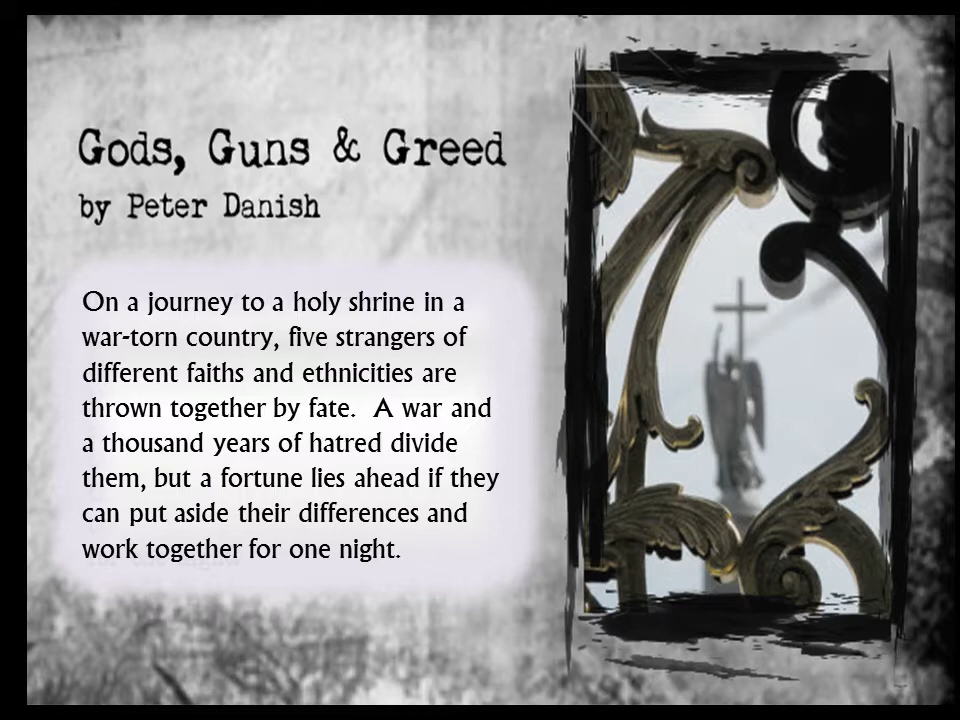 Gods, Guns & Greed
by Peter Danish
On a journey to a holy shrine in a
war-torn country, five strangers of
different faiths and ethnicities are
thrown together by fate.  A war and
a thousand years of hatred divide
them, but a fortune lies ahead if they
can put aside their differences and
work together for one night.